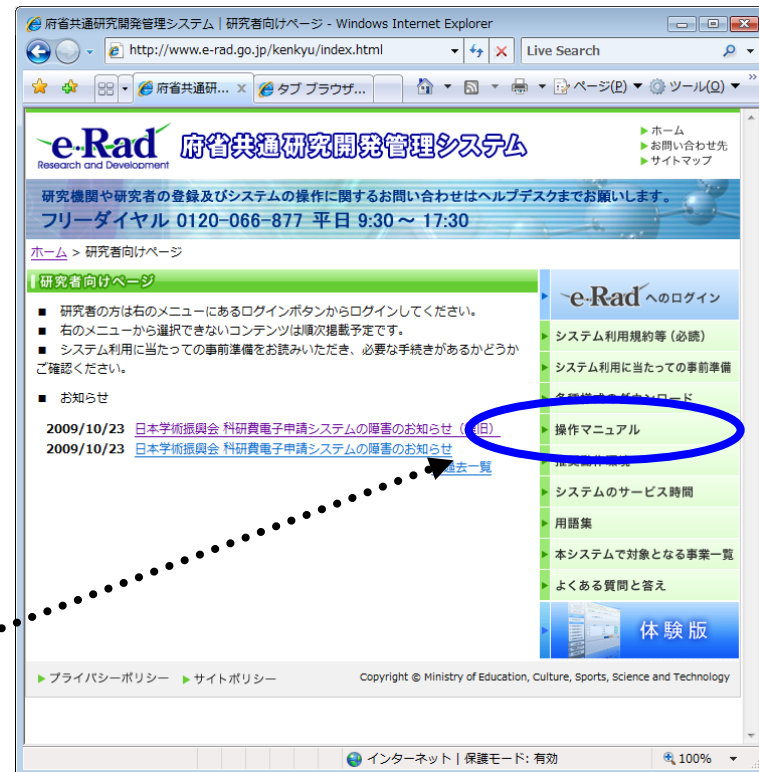 府省共通研究開発管理システム | 研究者向けページ - Windows Internet Explorer
http://www.e-rad.go.jp/kenkyu/index.html
Live Search
府省共通研... x
タブ ブラウザ...
ページ(P)
ツール(O)
e-Rad
Research and Development
府省共通研究開発管理システム
ホーム
お問い合わせ先
サイトマップ
研究機関や研究者の登録及びシステムの操作に関するお問い合わせはヘルプデスクまでお願いします。
フリーダイヤル 0120-066-877 平日 9:30～ 17:30
ホーム > 研究者向けページ
研究者向けページ
■ 研究者の方は右のメニューにあるログインボタンからログインしてください。
■ 右のメニューから選択できないコンテンツは順次掲載予定です。
■ システム利用に当たっての事前準備をお読みいただき、必要な手続きがあるかどうか
ご確認ください。
■ お知らせ
2009/10/23 日本学術振興会 科研費電子申請システムの障害のお知らせ（ 旧）
2009/10/23 日本学術振興会 科研費電子申請システムの障害のお知らせ
過去一覧
e-Rad へのログイン
システム利用規約等（必読）
システム利用に当たっての事前準備
各種様式のダウンロード
操作マニュアル
推奨動作環境
システムのサービス時間
用語集
本システムで対象となる事業一覧
よくある質問と答え
体験版
プライバシーポリシー
サイトポリシー
Copyright © Ministry of Education, Culture, Sports, Science and Technology
インターネット | 保護モード: 有効
100%